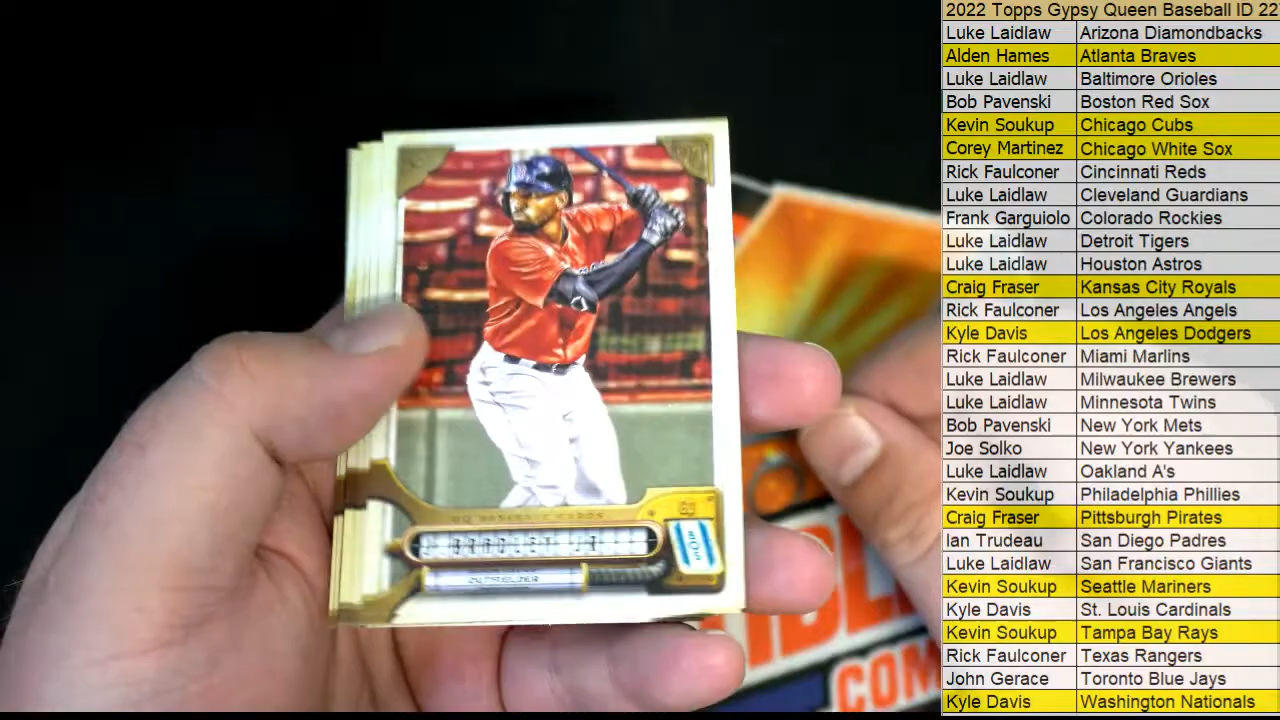 2022 Topps Gypsy Queen Baseball ID 22
Luke Laidlaw Arizona Diamondbacks
Alden Hames Atlanta Braves
Luke Laidlaw Baltimore Orioles
Bob Pavenski Boston Red Sox
Kevin Soukup Chicago Cubs
Corey Martinez Chicago White Sox
Rick Faulconer Cincinnati Reds
Luke Laidlaw Cleveland Guardians
Frank Garguiolo Colorado Rockies
Luke Laidlaw Detroit Tigers
Luke Laidlaw Houston Astros
Craig Fraser Kansas City Royals
Rick Faulconer Los Angeles Angels
Kyle Davis Los Angeles Dodgers
Rick Faulconer Miami Marlins
Luke Laidlaw Milwaukee Brewers
Luke Laidlaw Minnesota Twins
Bob Pavenski New York Mets
Joe Solko New York Yankees
Luke Laidlaw Oakland A's
Kevin Soukup Philadelphia Phillies
Craig Fraser Pittsburgh Pirates
Ian Trudeau San Diego Padres
Luke Laidlaw San Francisco Giants
Kevin Soukup Seattle Mariners
Kyle Davis St. Louis Cardinals
Kevin Soukup Tampa Bay Rays
Rick Faulconer Texas Rangers
John Gerace Toronto Blue Jays
Kyle Davis Washington Nationals
COM